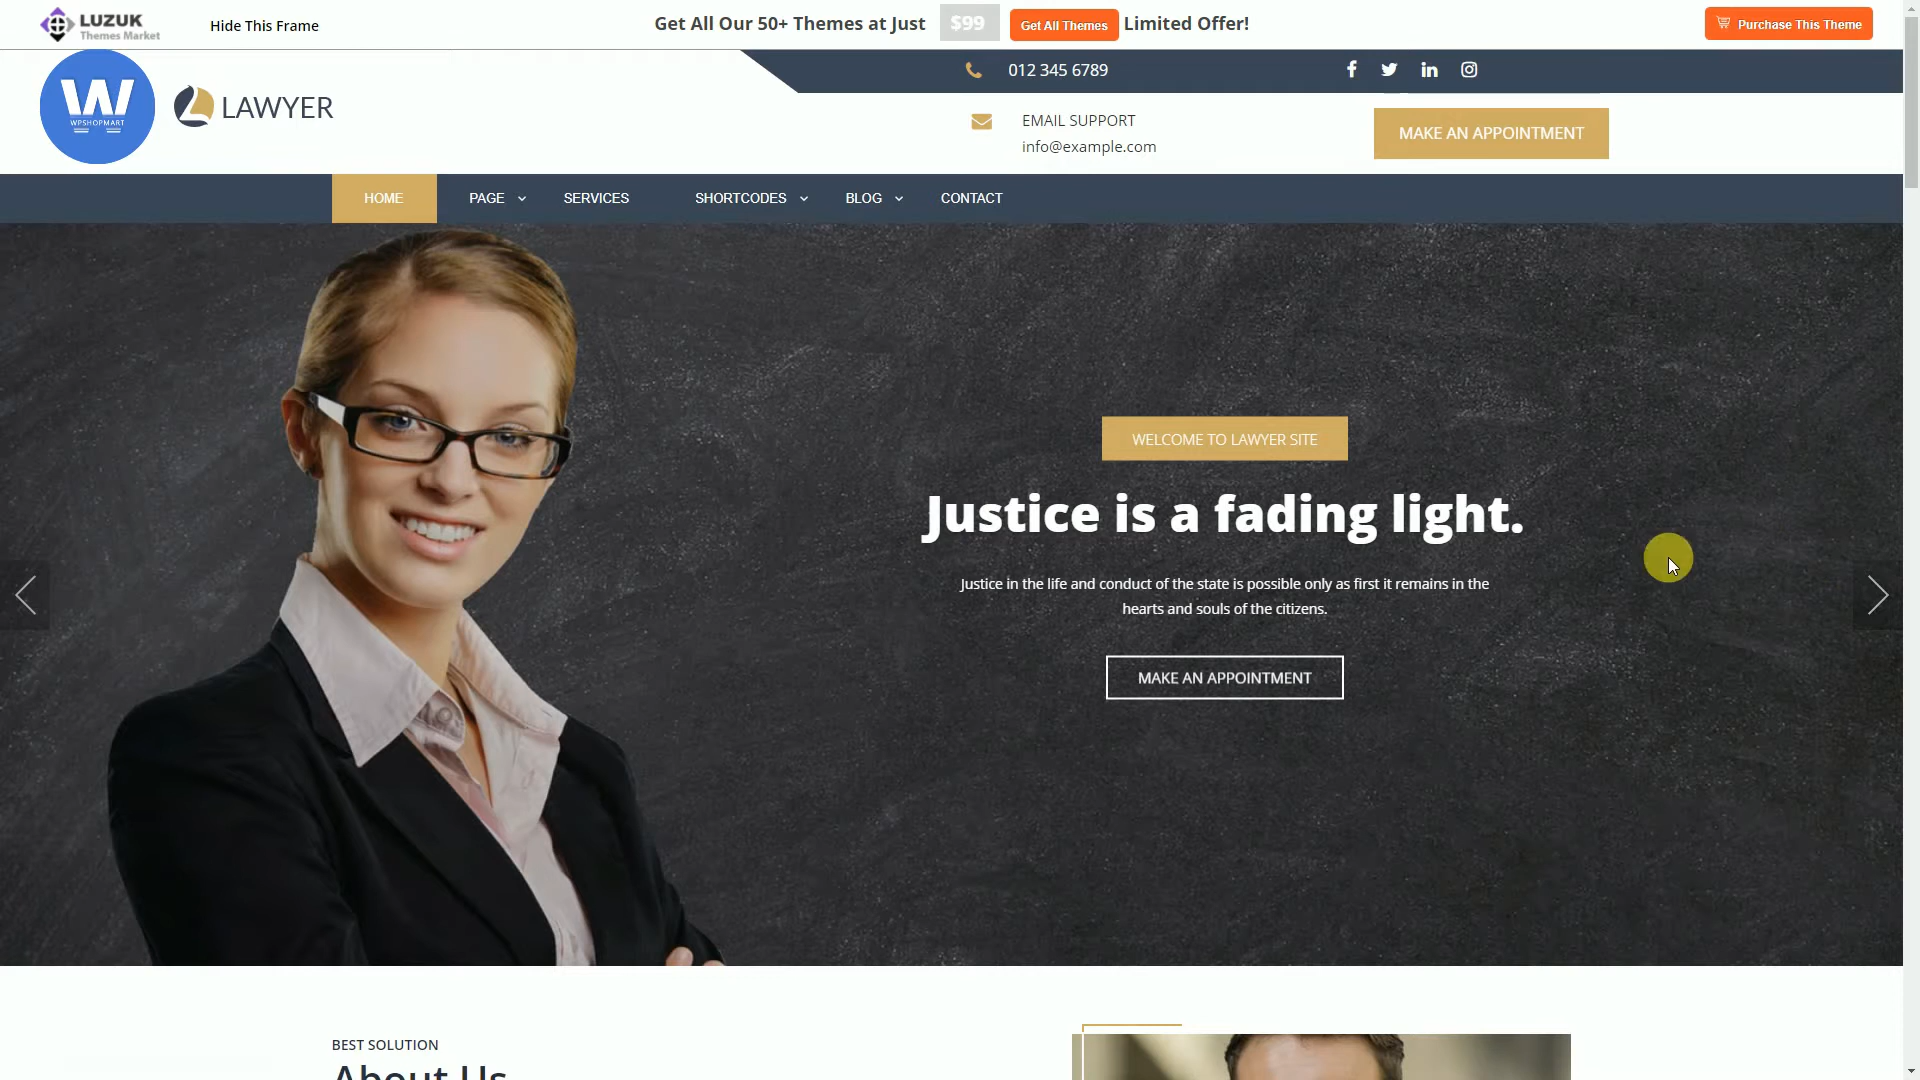 LUZUK
Themes Market
Hide This Frame
Get All Our 50+ Themes at Just $99 Get All Themes Limited Offer!
Purchase This Theme
W
WPSHOPMART
LAWYER
012 345 6789
EMAIL SUPPORT
info@example.com
MAKE AN APPOINTMENT
HOME PAGE SERVICES SHORTCODES BLOG CONTACT
WELCOME TO LAWYER SITE
Justice is a fading light.
Justice in the life and conduct of the state is possible only as first it remains in the
hearts and souls of the citizens.
MAKE AN APPOINTMENT
BEST SOLUTION
About Us